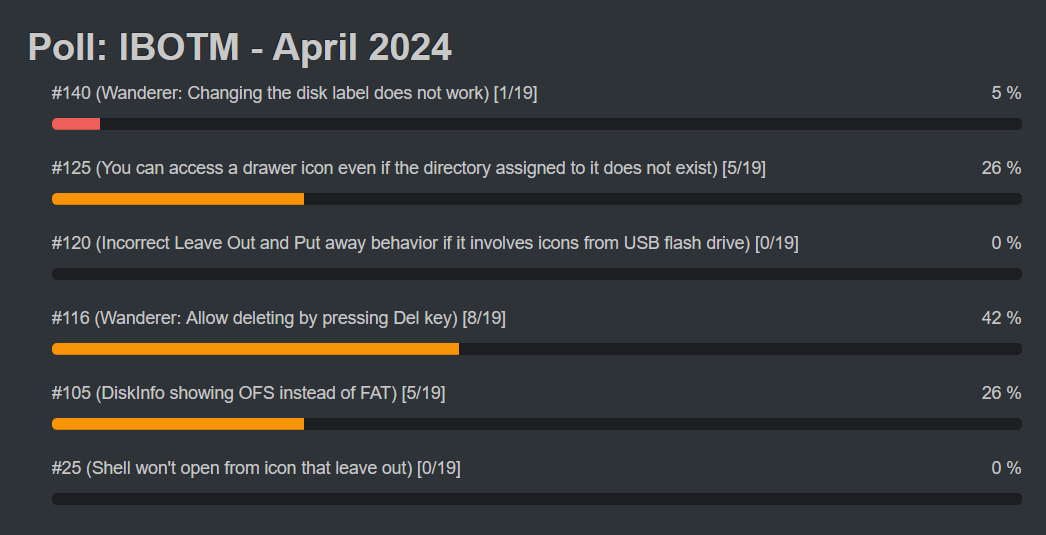 Poll: IBOTM - April 2024
#140 (Wanderer: Changing the disk label does not work) [1/19] 5 %
#125 (You can access a drawer icon even if the directory assigned to it does not exist) [5/19] 26 %
#120 (Incorrect Leave Out and Put away behavior if it involves icons from USB flash drive) [0/19] 0 %
#116 (Wanderer: Allow deleting by pressing Del key) [8/19] 42 %
#105 (DiskInfo showing OFS instead of FAT) [5/19] 26 %
#25 (Shell won't open from icon that leave out) [0/19] 0 %